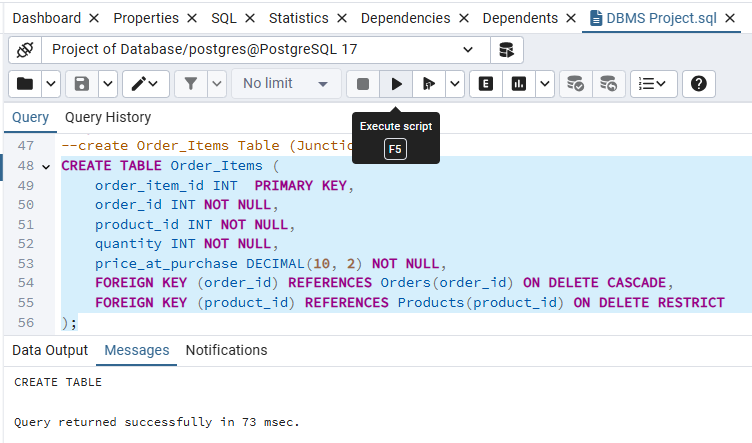 Dashboard × Properties × SQL × Statistics × Dependencies × Dependents × DBMS Project.sql ×
Project of Database/postgres@PostgreSQL 17
No limit
Query Query History
Execute script
F5
47 --create Order_Items Table (Junctio
48 CREATE TABLE Order_Items (
49 order_item_id INT  PRIMARY KEY,
50 order_id INT NOT NULL,
51 product_id INT NOT NULL,
52 quantity INT NOT NULL,
53 price_at_purchase DECIMAL(10, 2) NOT NULL,
54 FOREIGN KEY (order_id) REFERENCES Orders(order_id) ON DELETE CASCADE,
55 FOREIGN KEY (product_id) REFERENCES Products(product_id) ON DELETE RESTRICT
56 );
Data Output Messages Notifications
CREATE TABLE
Query returned successfully in 73 msec.